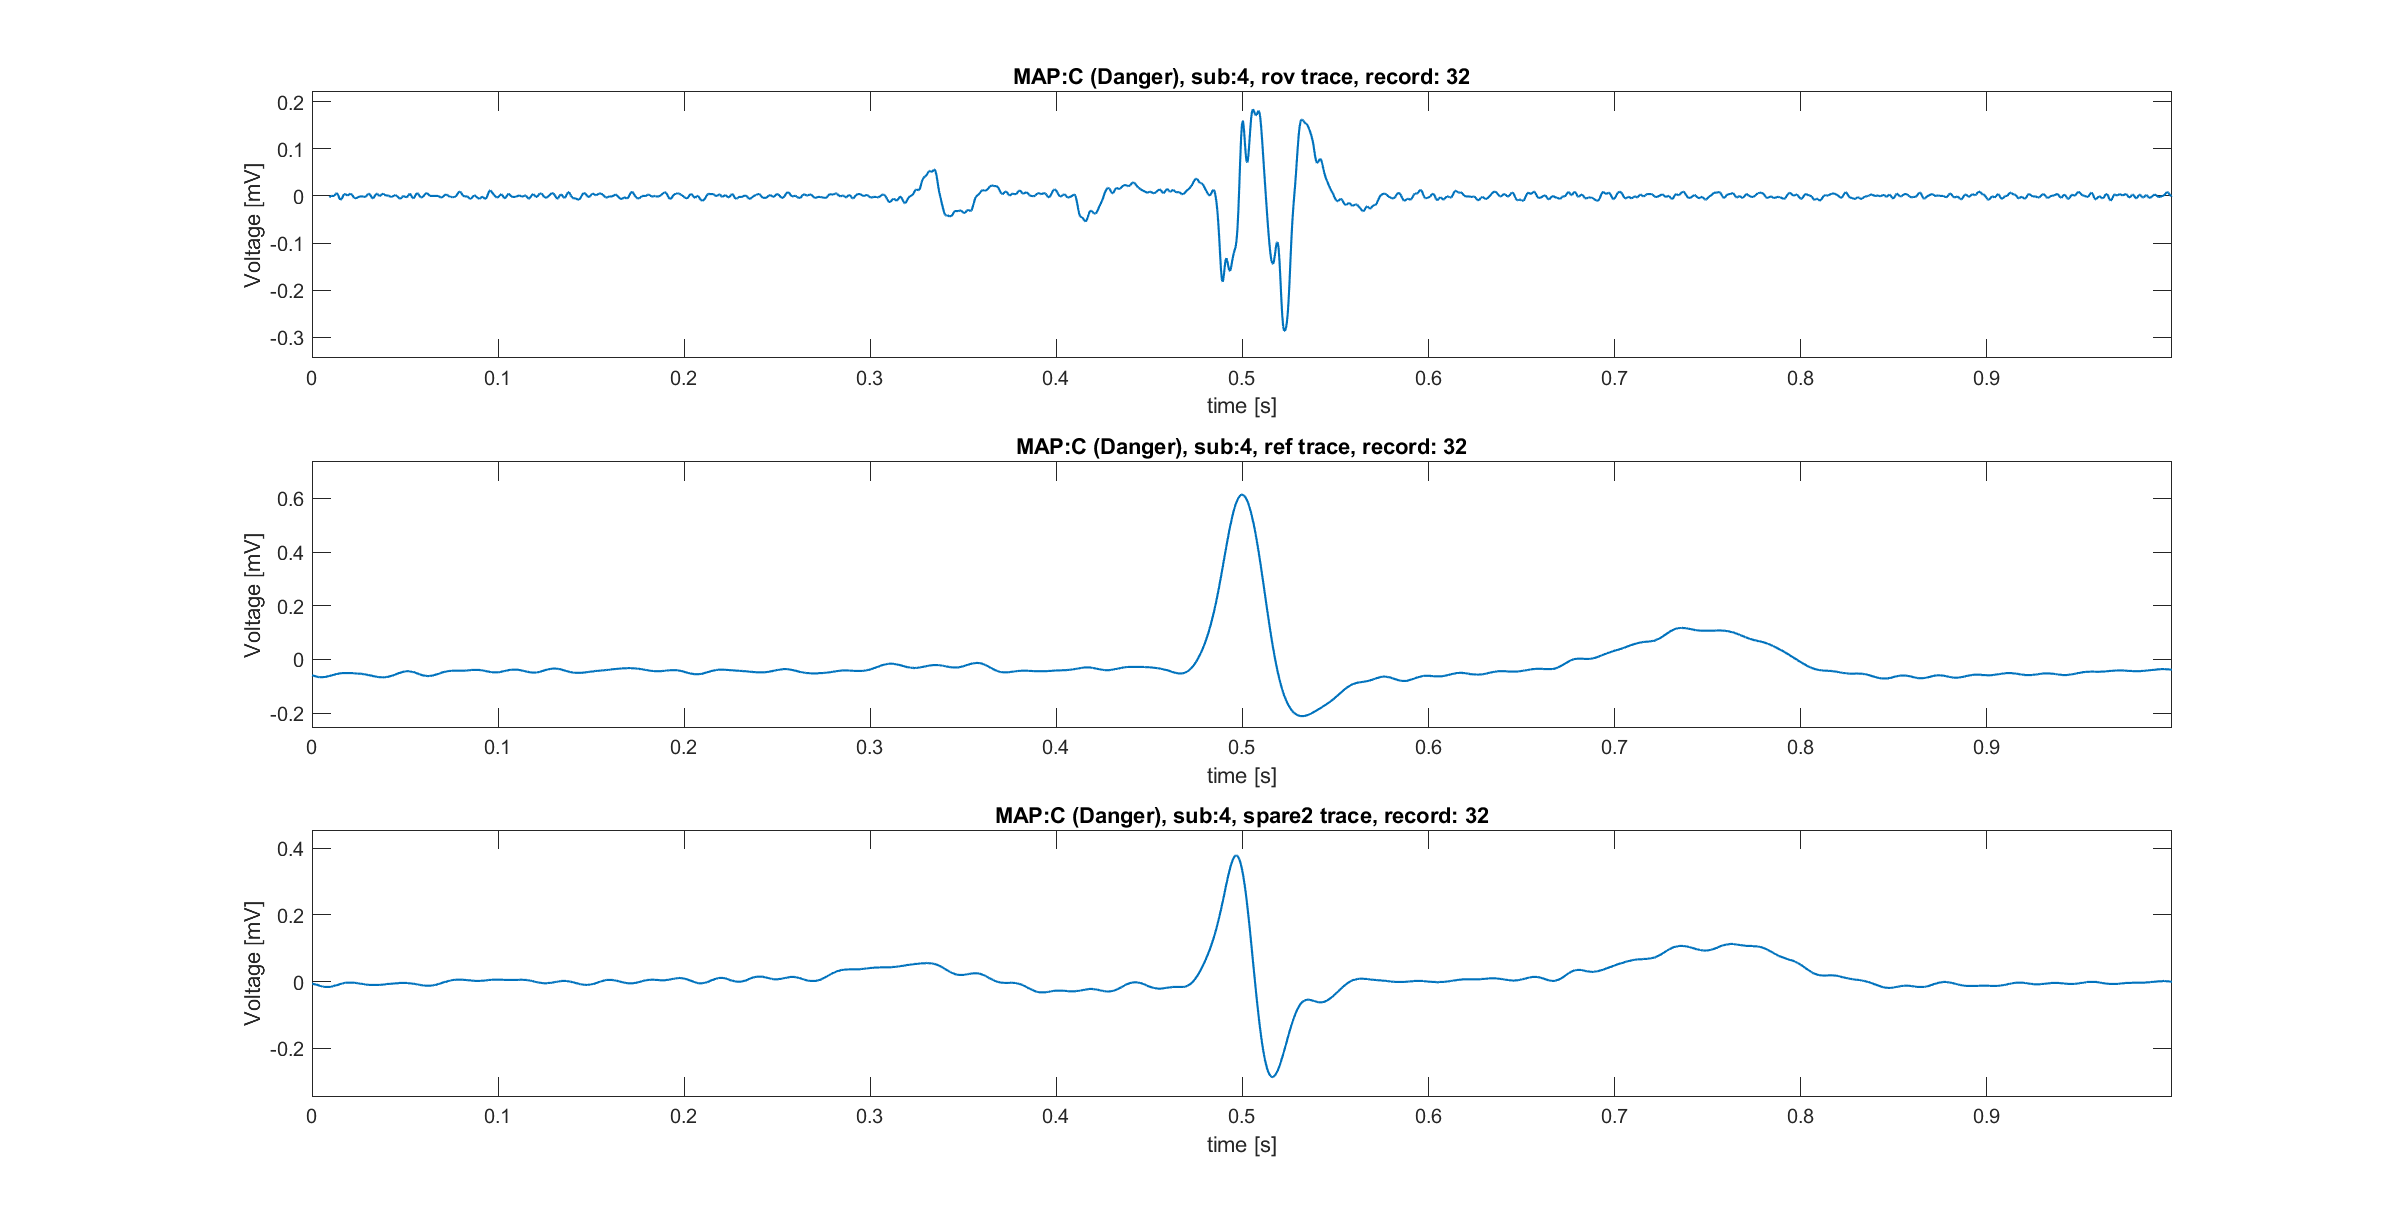 MAP:C (Danger), sub:4, rov trace, record: 32
Voltage [mV]
0.2
0.1
0
-0.1
-0.2
-0.3
0 0.1 0.2 0.3 0.4 0.5 0.6 0.7 0.8 0.9
time [s]
MAP:C (Danger), sub:4, ref trace, record: 32
Voltage [mV]
0.6
0.4
0.2
0
-0.2
0 0.1 0.2 0.3 0.4 0.5 0.6 0.7 0.8 0.9
time [s]
MAP:C (Danger), sub:4, spare2 trace, record: 32
Voltage [mV]
0.4
0.2
0
-0.2
0 0.1 0.2 0.3 0.4 0.5 0.6 0.7 0.8 0.9
time [s]